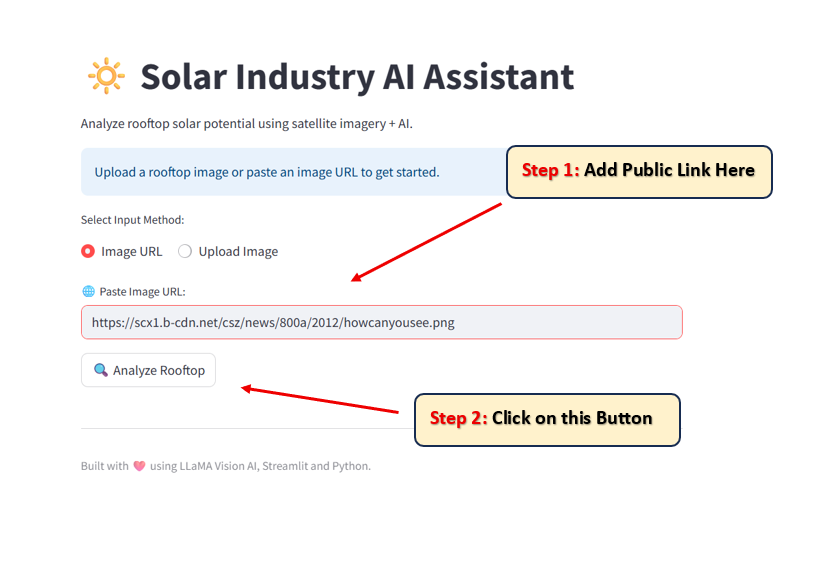 Solar Industry AI Assistant
Analyze rooftop solar potential using satellite imagery + AI.
Upload a rooftop image or paste an image URL to get started.
Step 1: Add Public Link Here
Select Input Method:
Image URL Upload Image
Paste Image URL:
https://scx1.b-cdn.net/csz/news/800a/2012/howcanyousee.png
Analyze Rooftop
Step 2: Click on this Button
Built with 💖 using LLaMA Vision AI, Streamlit and Python.